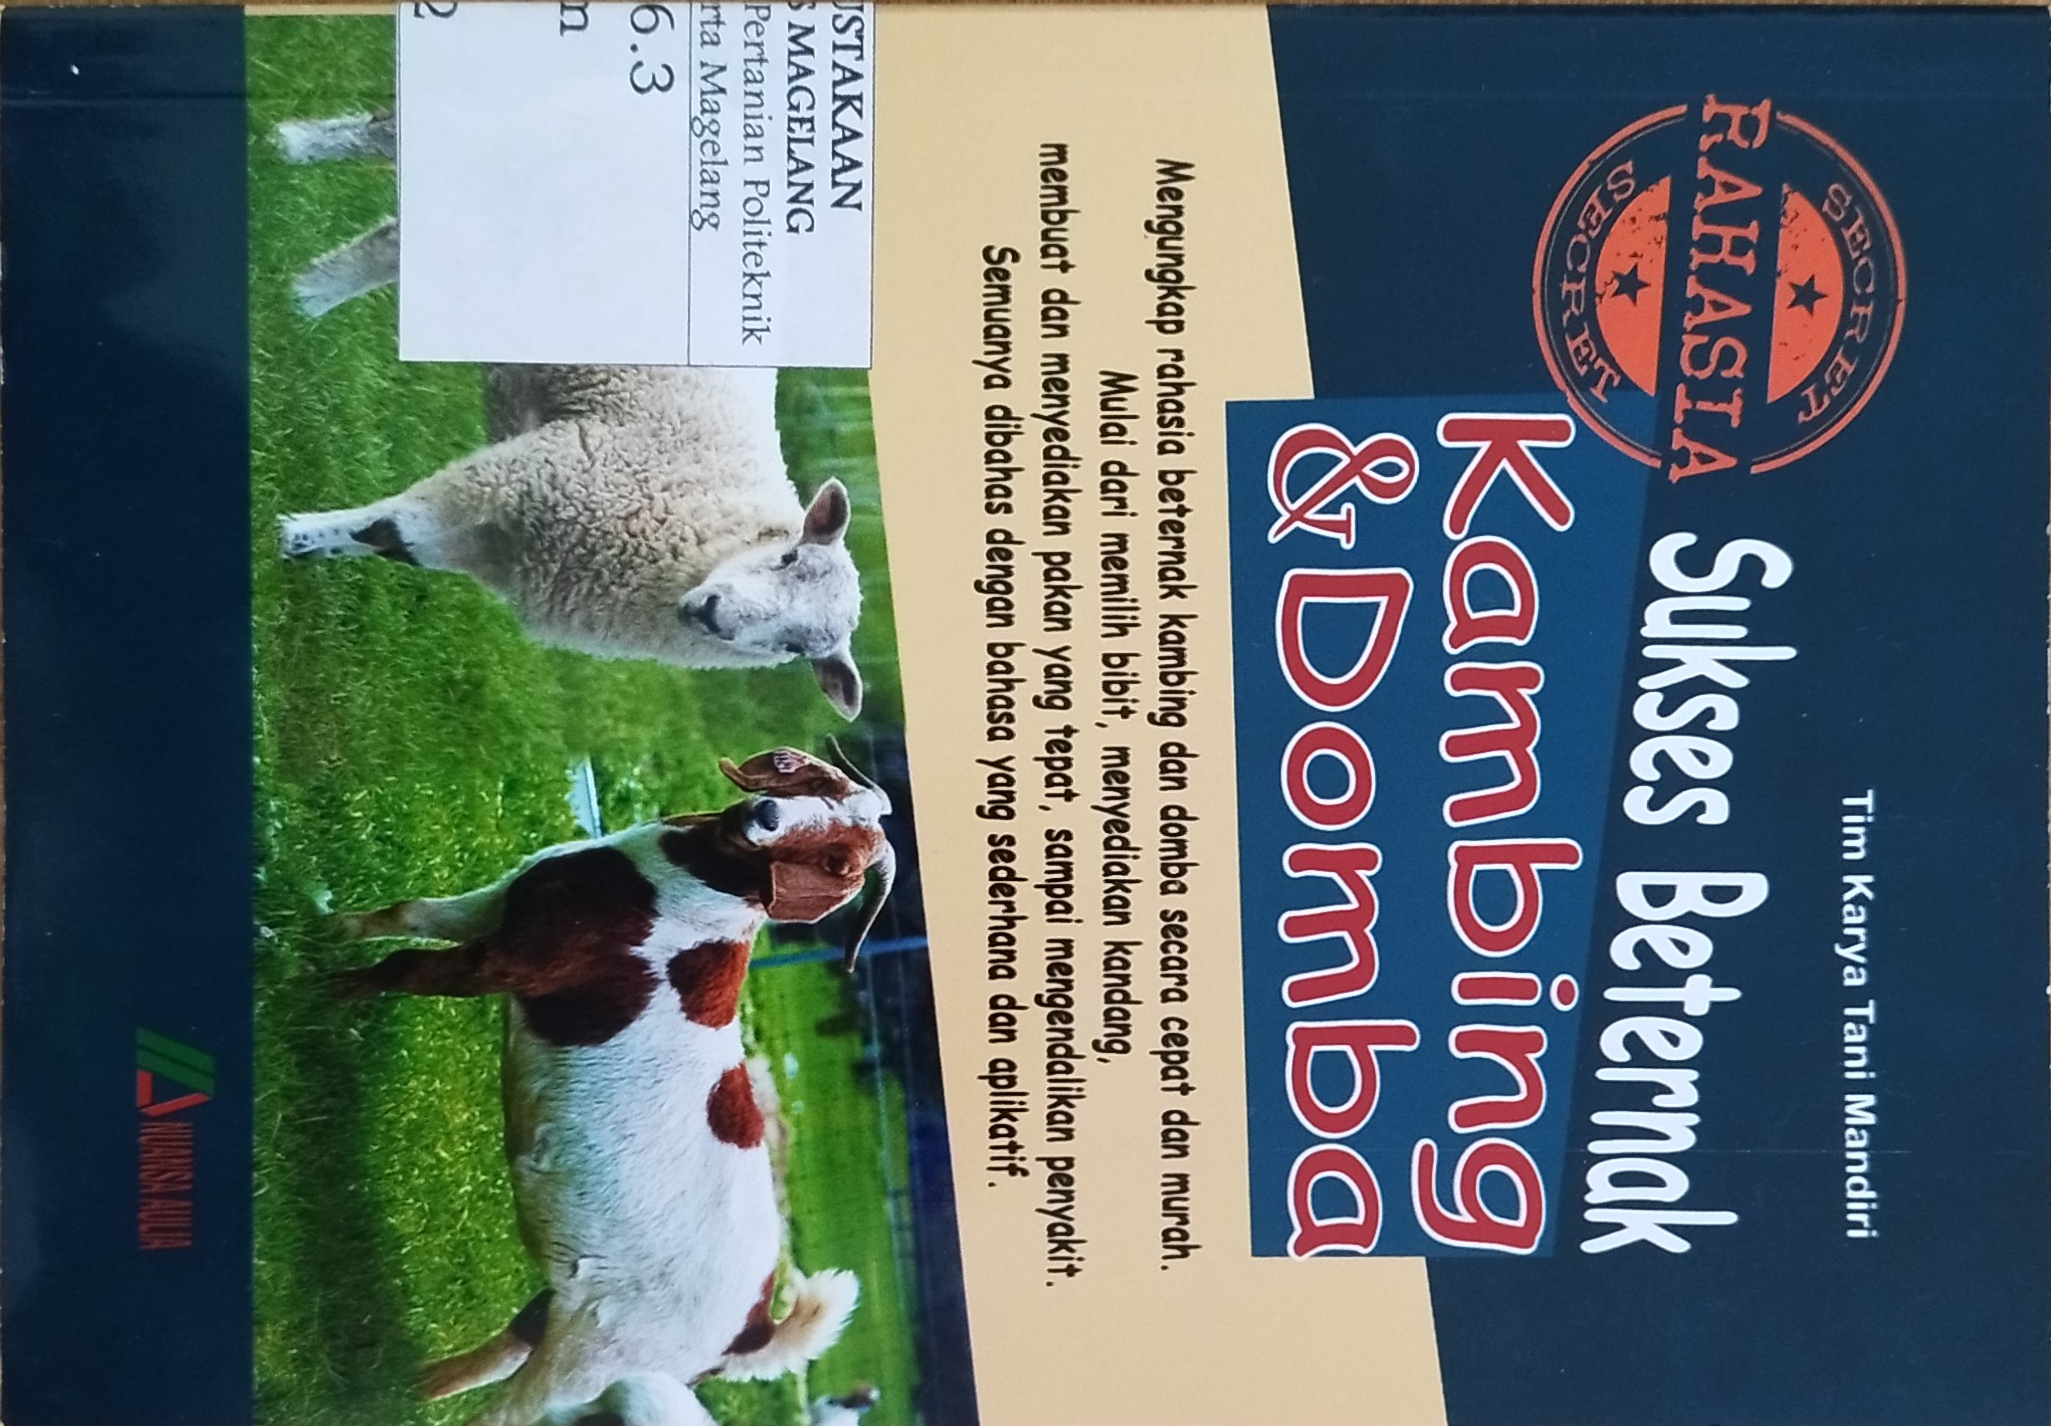 Tim Karya Tani Mandiri
SECRET
RAHASIA
SECRET
Sukses Beternak
Kambing
& Domba
Mengungkap rahasia beternak kambing dan domba secara cepat dan murah.
Mulai dari memilih bibit, menyediakan kandang,
membuat dan menyediakan pakan yang tepat, sampai mengendalikan penyakit.
Semuanya dibahas dengan bahasa yang sederhana dan aplikatif.
USTAKAAN
S MAGELANG
Pertanian Politeknik
rta Magelang
6.3
n
2
NUANSA AULIA